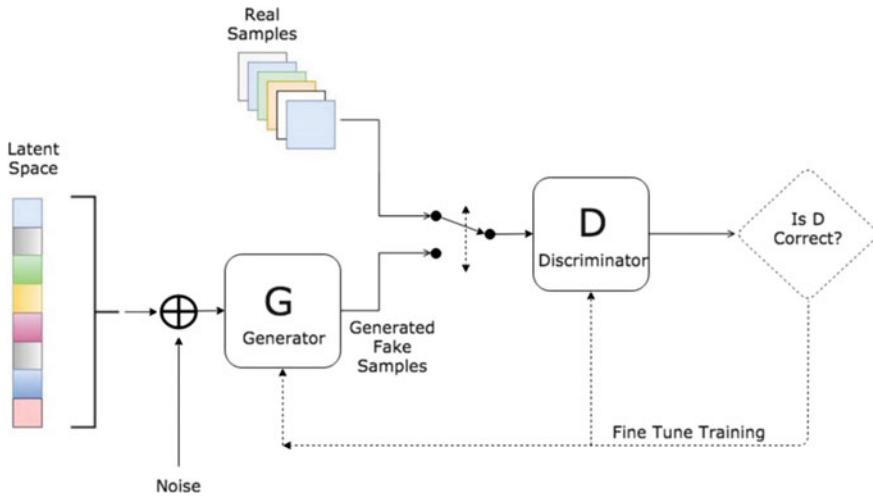 Real
Samples
Latent
Space
D
Discriminator
Is D
Correct?
G
Generator
Generated
Fake
Samples
Fine Tune Training
Noise